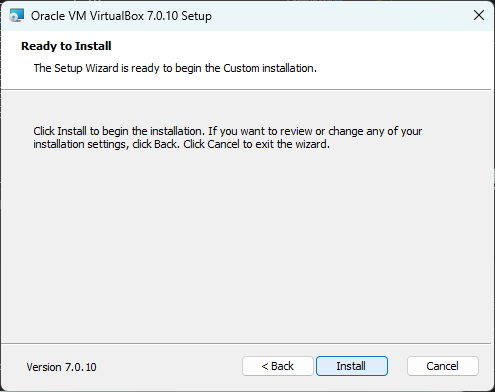 Oracle VM VirtualBox 7.0.10 Setup
Ready to Install
The Setup Wizard is ready to begin the Custom installation.
Click Install to begin the installation. If you want to review or change any of your
installation settings, click Back. Click Cancel to exit the wizard.
Version 7.0.10
< Back
Install
Cancel